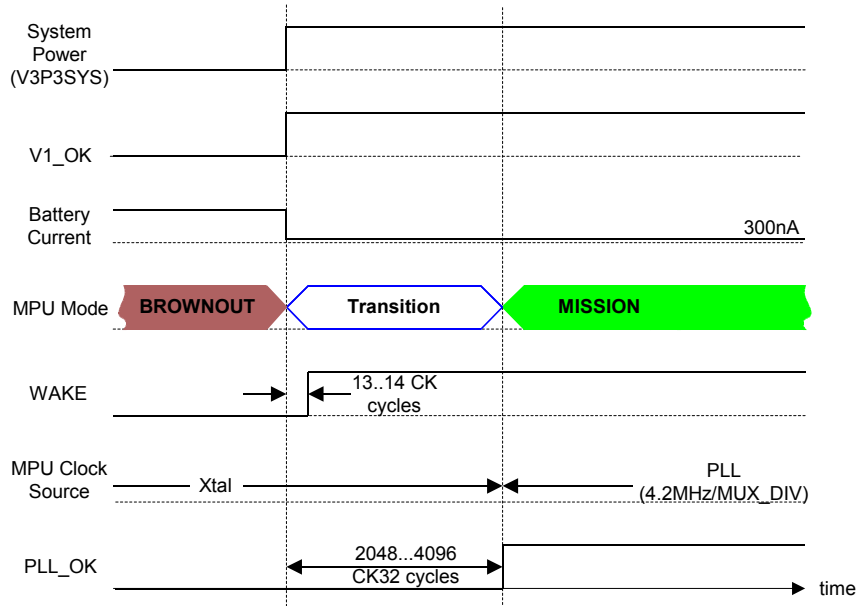 System
Power
(V3P3SYS)
V1_OK
Battery
Current
300nA
MPU Mode
BROWNOUT
Transition
MISSION
WAKE
13..14 CK
cycles
MPU Clock
Source
Xtal
PLL
(4.2MHz/MUX_DIV)
PLL_OK
2048...4096
CK32 cycles
time